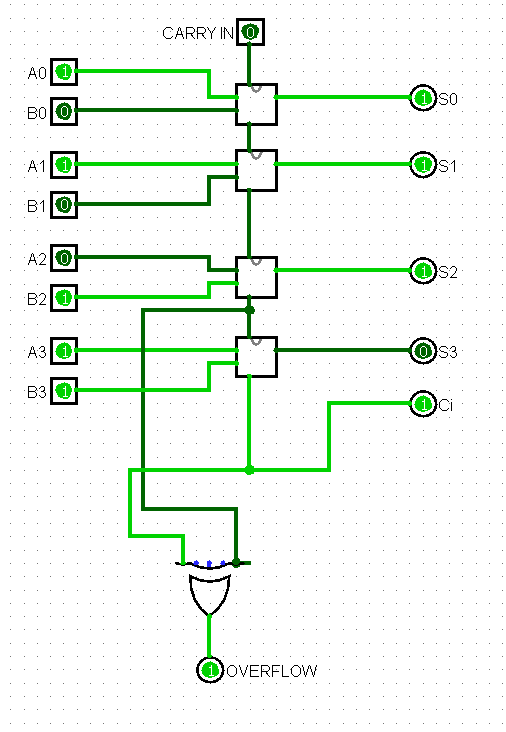 CARRY IN 0
A0 1
1 S0
B0 0
A1 1
1 S1
B1 0
A2 0
1 S2
B2 1
A3 1
0 S3
B3 1
1 Ci
1 OVERFLOW